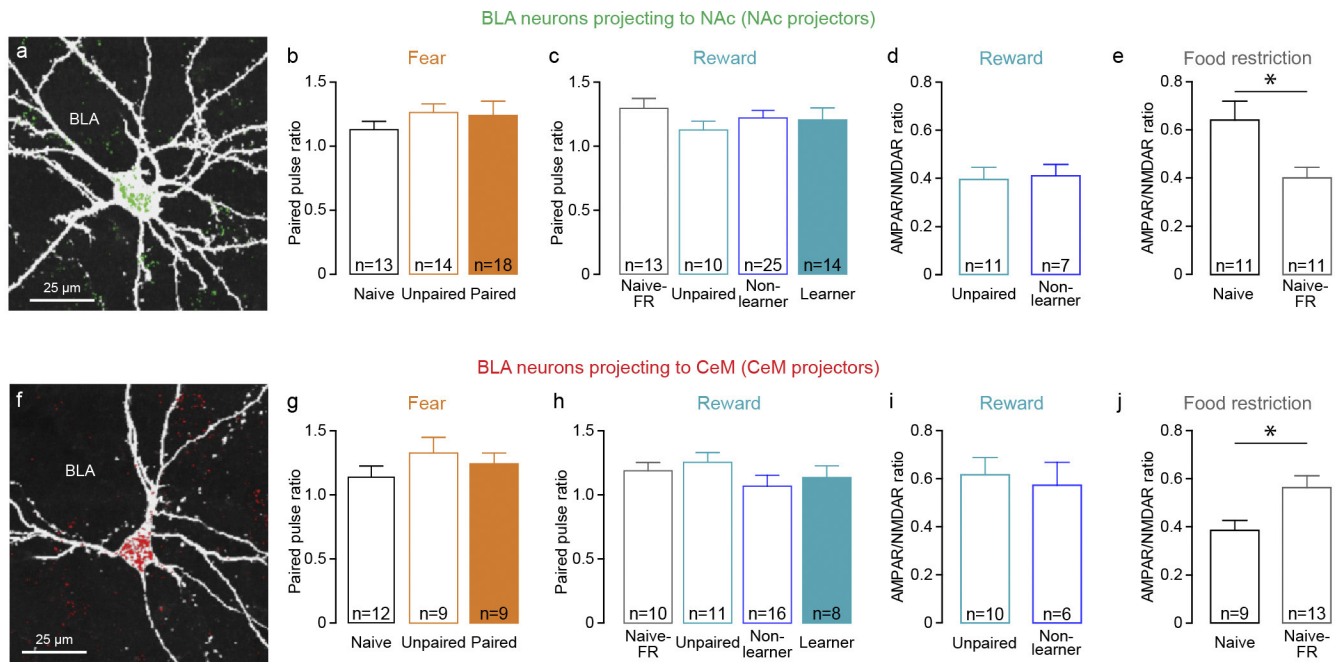 BLA neurons projecting to NAc (NAc projectors)
a
BLA
25 µm
b
Fear
Paired pulse ratio
1.5
1.0
0.5
0
n=13
n=14
n=18
Naive
Unpaired
Paired
c
Reward
Paired pulse ratio
1.5
1.0
0.5
0
n=13
n=10
n=25
n=14
Naive-
FR
Unpaired
Non-
learner
Learner
d
Reward
AMPAR/NMDAR ratio
0.8
0.6
0.4
0.2
0
n=11
n=7
Unpaired
Non-
learner
e
Food restriction
*
AMPAR/NMDAR ratio
0.8
0.6
0.4
0.2
0
n=11
n=11
Naive
Naive-
FR
BLA neurons projecting to CeM (CeM projectors)
f
BLA
25 µm
g
Fear
Paired pulse ratio
1.5
1.0
0.5
0
n=12
n=9
n=9
Naive
Unpaired
Paired
h
Reward
Paired pulse ratio
1.5
1.0
0.5
0
n=10
n=11
n=16
n=8
Naive-
FR
Unpaired
Non-
learner
Learner
i
Reward
AMPAR/NMDAR ratio
0.8
0.6
0.4
0.2
0
n=10
n=6
Unpaired
Non-
learner
j
Food restriction
*
AMPAR/NMDAR ratio
0.8
0.6
0.4
0.2
0
n=9
n=13
Naive
Naive-
FR